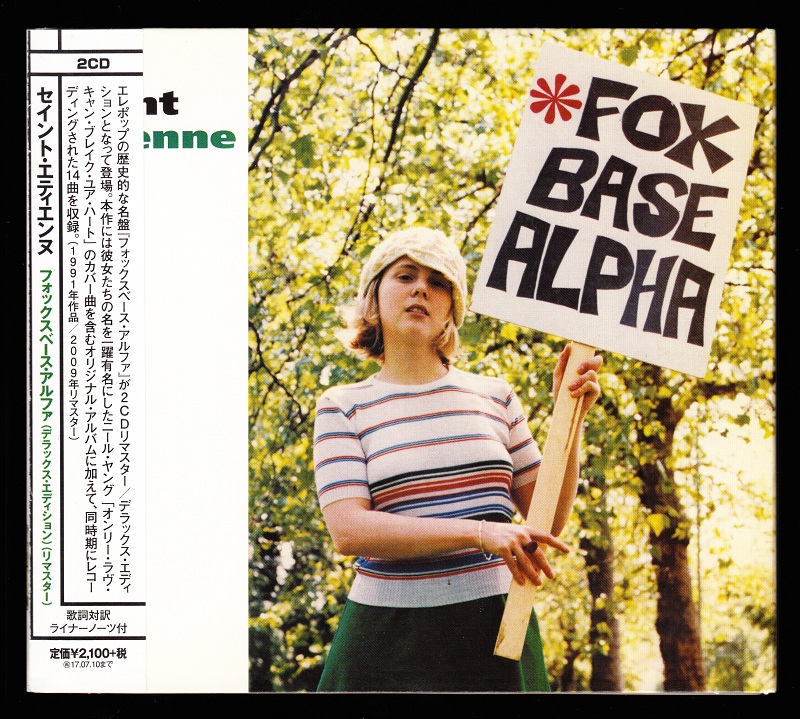 2CD
セイント・エティエンヌ
フォックスベース・アルファ(デラックス・エディション)(リマスター)
エレポップの歴史的な名盤『フォックスベース・アルファ』が2CDリマスター/デラックス・エディ
ションとなって登場。本作には彼女たちの名を一躍有名にしたニール・ヤング「オンリー・ラヴ・
キャン・ブレイク・ユア・ハート」のカバー曲を含むオリジナル・アルバムに加えて、同時期にレコー
ディングされた14曲を収録。(1991年作品/2009年リマスター)
歌詞対訳
ライナーノーツ付
定価¥2,100+税
®17.07.10まで
nt
enne
*FOX
BASE
ALPHA